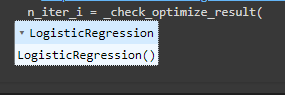 n_iter_i = _check_optimize_result(
▾ LogisticRegression
LogisticRegression()